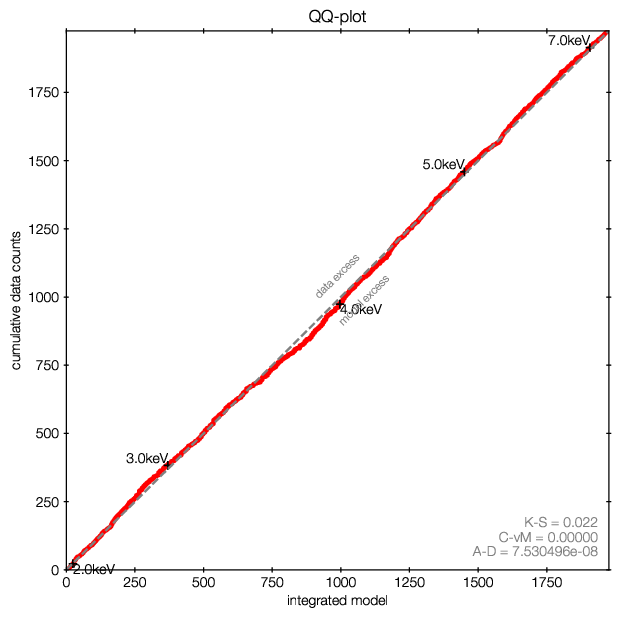 QQ-plot
7.0keV
1750
1500
5.0keV
1250
data excess
1000
4.0keV
model excess
cumulative data counts
750
500
3.0keV
250
K-S = 0.022
C-vM = 0.00000
A-D = 7.530496e-08
0
2.0keV
0 250 500 750 1000 1250 1500 1750
integrated model